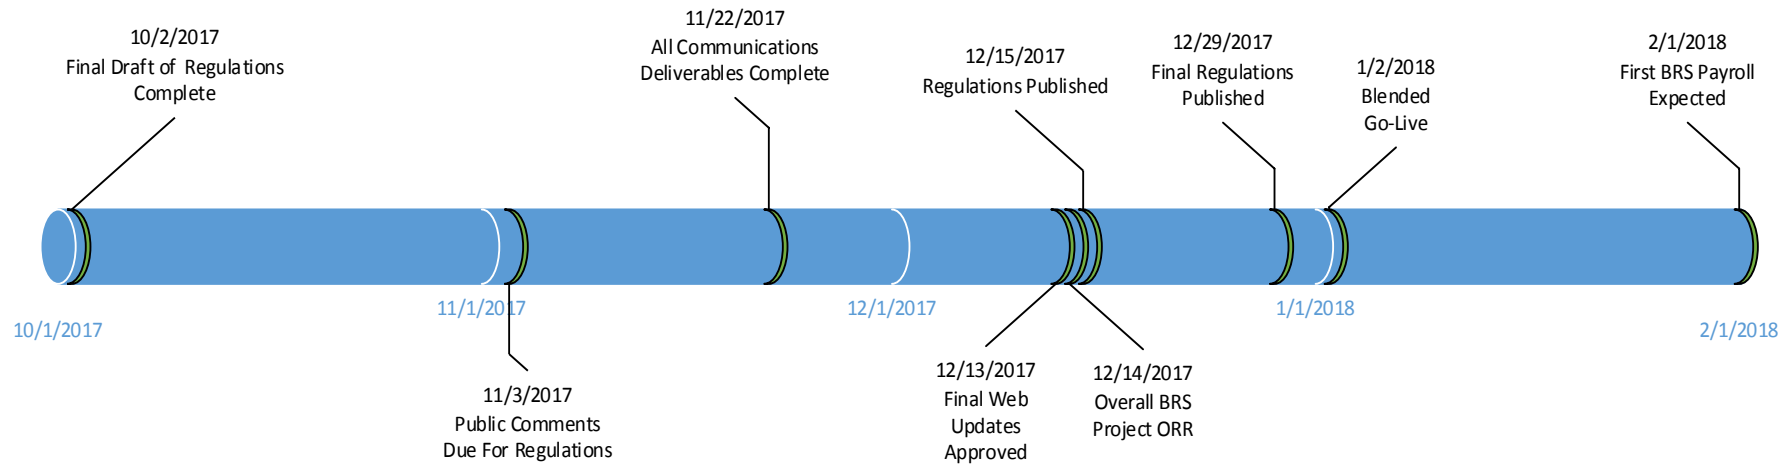 10/2/2017
Final Draft of Regulations
Complete
11/22/2017
All Communications
Deliverables Complete
12/15/2017
Regulations Published
12/29/2017
Final Regulations
Published
1/2/2018
Blended
Go-Live
2/1/2018
First BRS Payroll
Expected
10/1/2017
11/1/2017
12/1/2017
1/1/2018
2/1/2018
11/3/2017
Public Comments
Due For Regulations
12/13/2017
Final Web
Updates
Approved
12/14/2017
Overall BRS
Project ORR